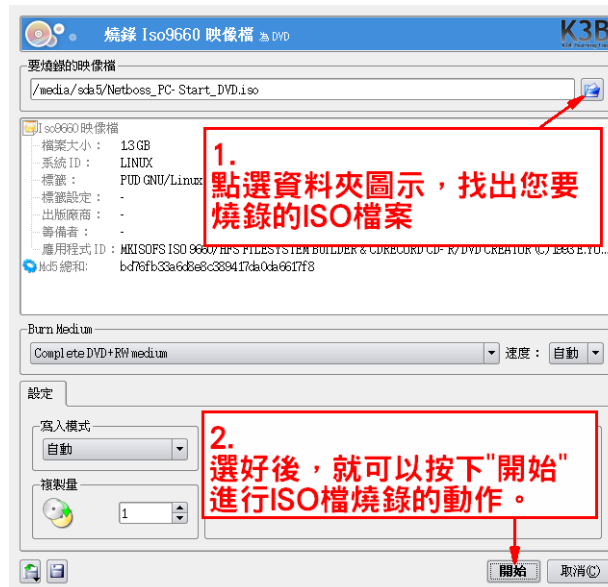 燒錄 Iso9660 映像檔 為 DVD
K3B
要燒錄的映像檔
/media/sda5/Netboss_PC-Start_DVD.iso
Iso9660 映像檔
檔案大小： 1.3 GB
系統 ID： LINUX
標籤： PUD GNU/Linux
標籤設定： -
出版廠商： -
籌備者： -
應用程式 ID： MKISOFS ISO 9660/HFS FILESYSTEM BUILDER & CDRECORD CD-R/DVD CREATOR (C) 1993 E.YO...
Md5 總和: bd76fb33a6d8e8c389417da0da6617f8
1.
點選資料夾圖示，找出您要
燒錄的ISO檔案
Burn Medium
Complete DVD+RW medium
速度： 自動
設定
寫入模式
自動
複製量
1
2.
選好後，就可以按下"開始"
進行ISO檔燒錄的動作。
開始
取消(C)